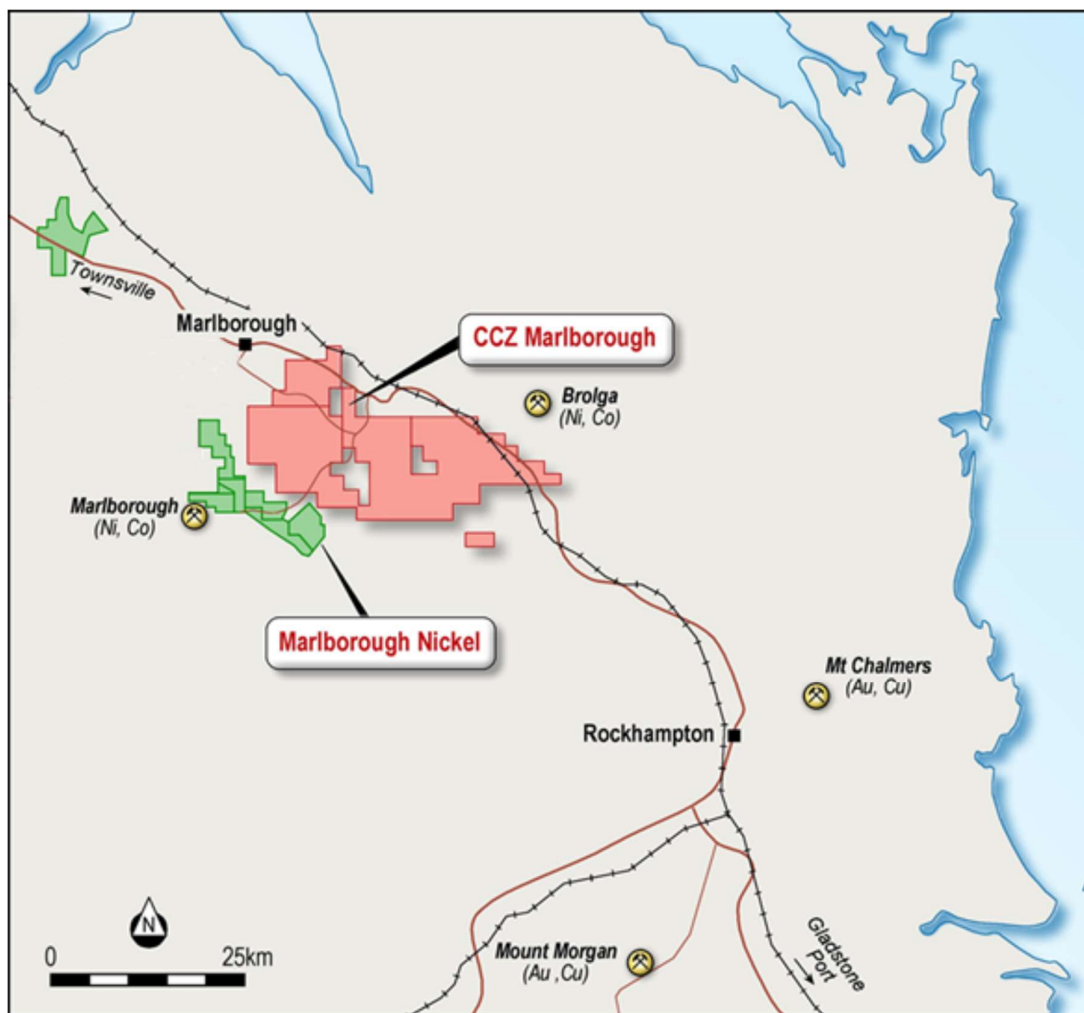 Townsville
Marlborough
CCZ Marlborough
Brolga
(Ni, Co)
Marlborough
(Ni, Co)
Marlborough Nickel
Mt Chalmers
(Au, Cu)
Rockhampton
N
0 25km
Mount Morgan
(Au ,Cu)
Gladstone
Port